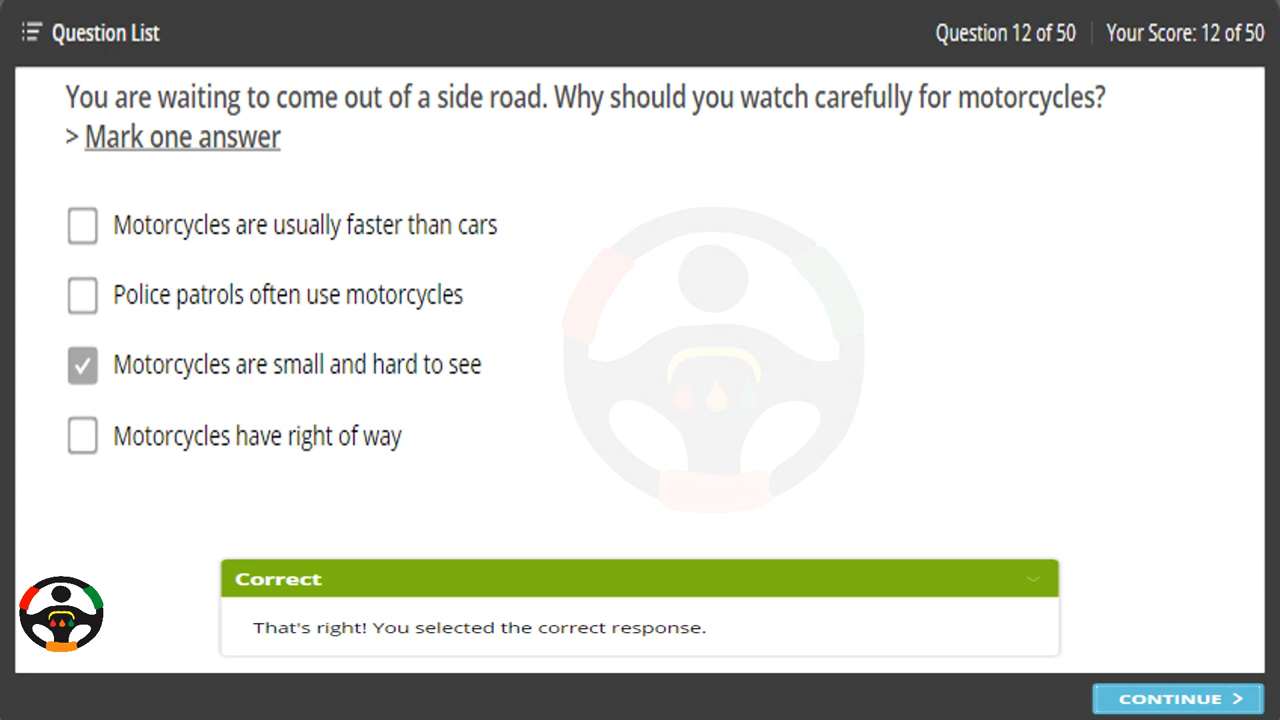 Question List
Question 12 of 50
Your Score: 12 of 50
You are waiting to come out of a side road. Why should you watch carefully for motorcycles?
> Mark one answer
Motorcycles are usually faster than cars
Police patrols often use motorcycles
Motorcycles are small and hard to see
Motorcycles have right of way
Correct
That's right! You selected the correct response.
CONTINUE >